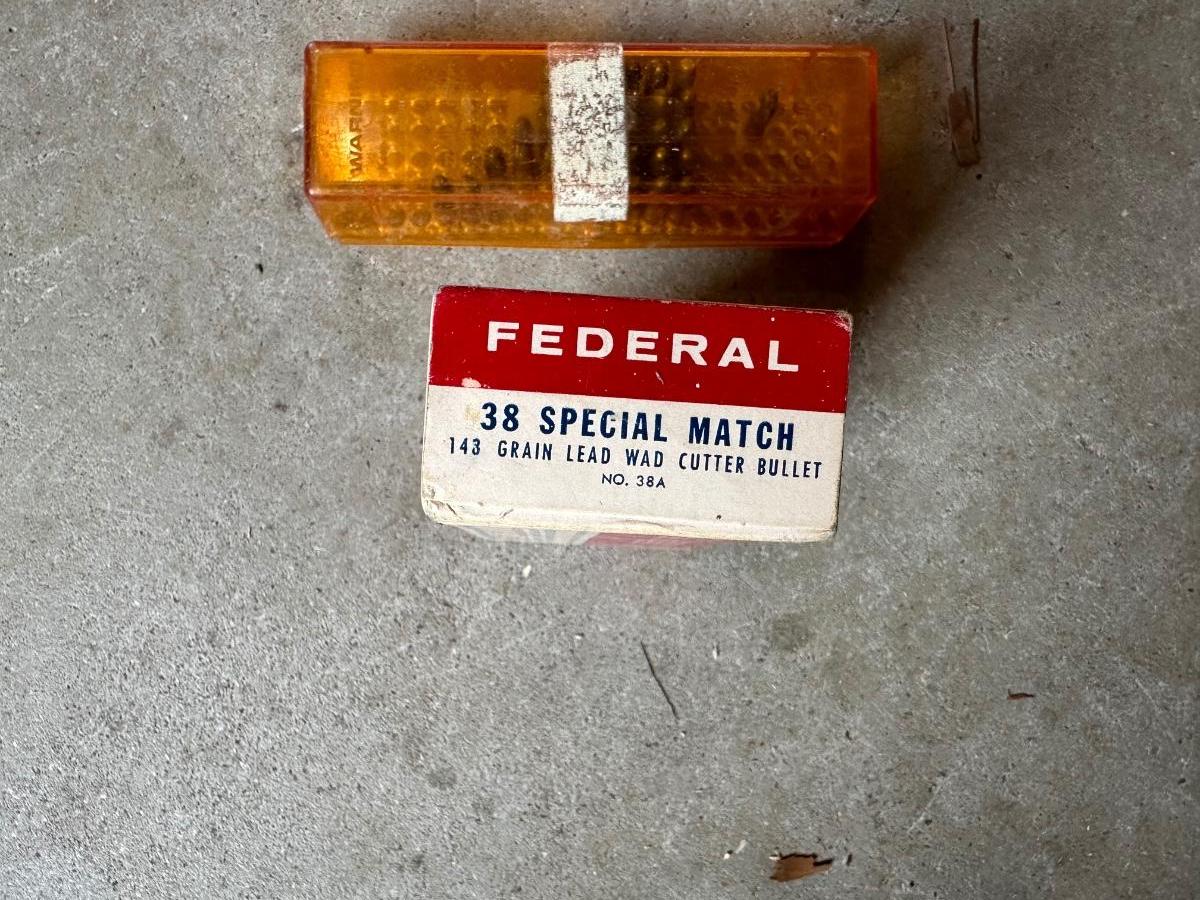 FEDERAL
38 SPECIAL MATCH
143 GRAIN LEAD WAD CUTTER BULLET
NO. 38A